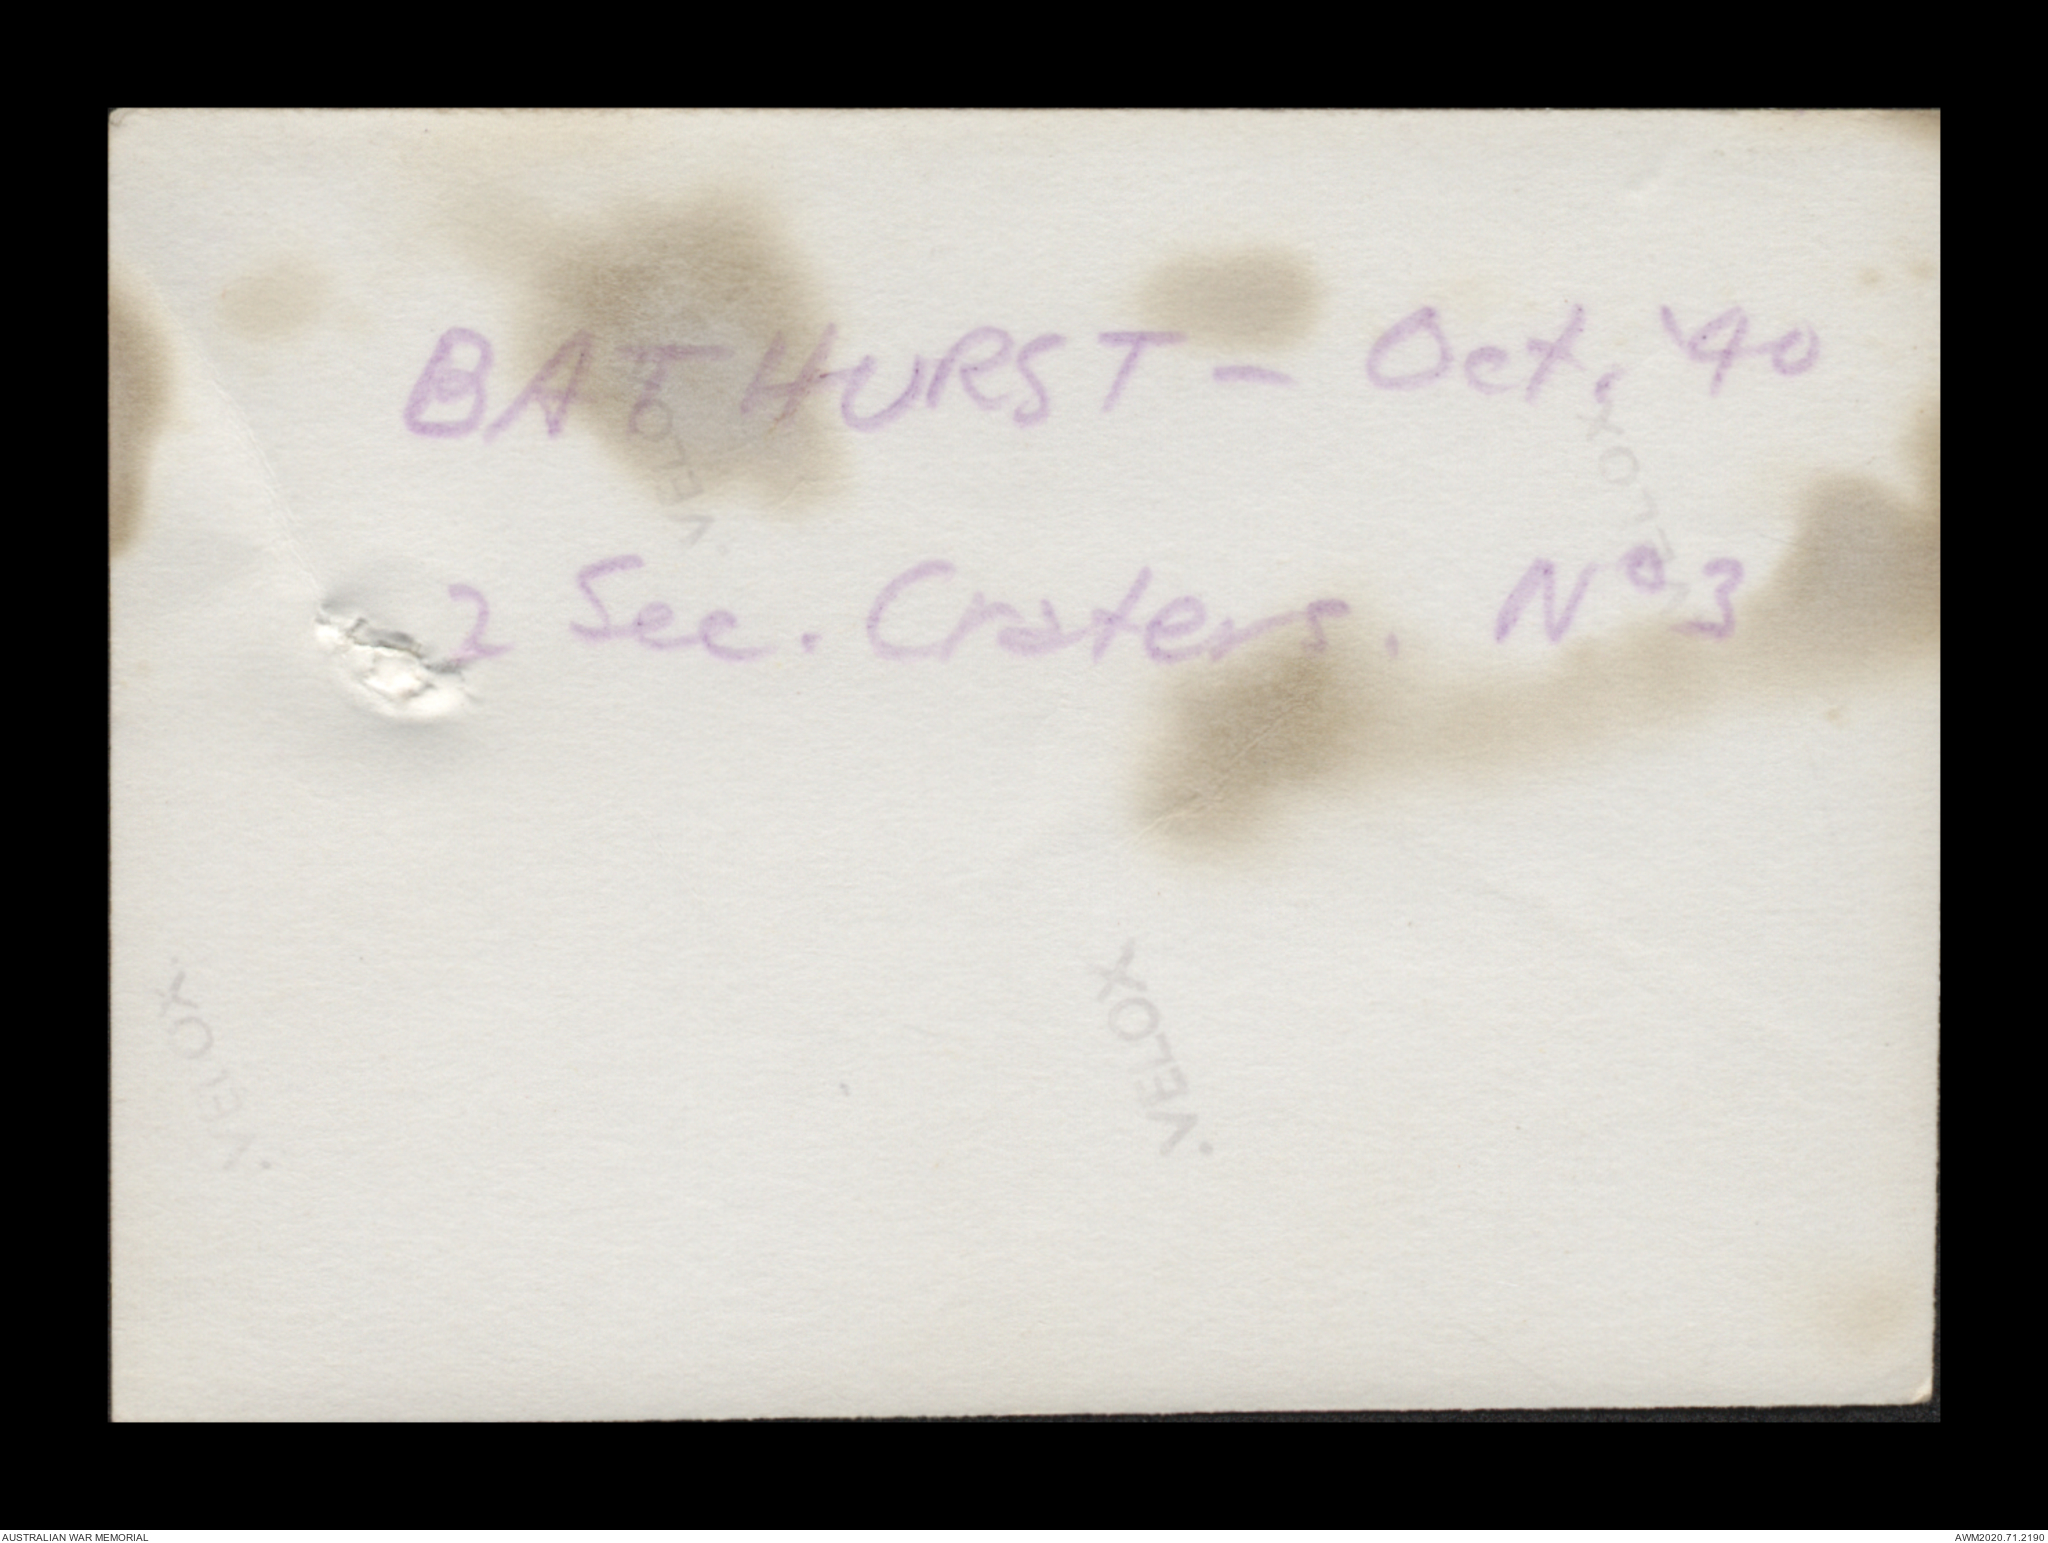 BATHURST - Oct. '40
VELOX
VELOX
2 Sec. Craters. Nº 3
VELOX
VELOX
AUSTRALIAN WAR MEMORIAL
AWM2020.71.2190